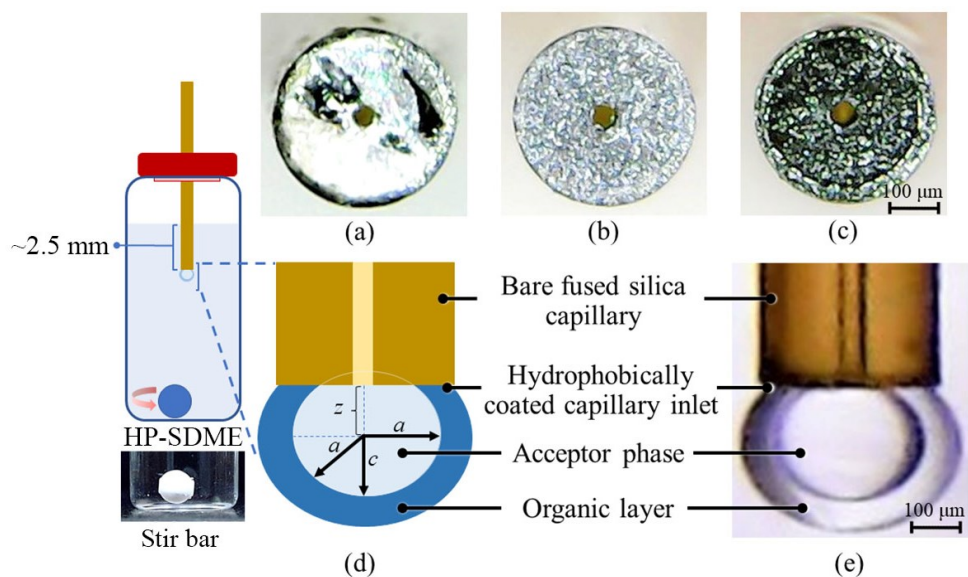 (a)
(b)
(c)
100 μm
~2.5 mm
HP-SDME
Stir bar
z
a
a
c
(d)
Bare fused silica
capillary
Hydrophobically
coated capillary inlet
Acceptor phase
Organic layer
100 μm
(e)